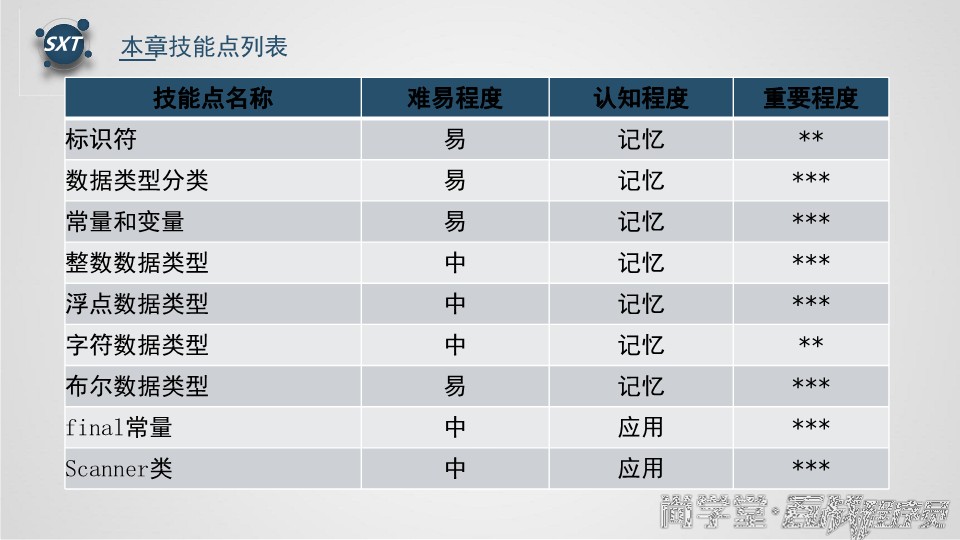 SXT
本章技能点列表
技能点名称 难易程度 认知程度 重要程度
标识符 易 记忆 **
数据类型分类 易 记忆 ***
常量和变量 易 记忆 ***
整数数据类型 中 记忆 ***
浮点数据类型 中 记忆 ***
字符数据类型 中 记忆 **
布尔数据类型 易 记忆 ***
final常量 中 应用 ***
Scanner类 中 应用 ***
尚学堂·